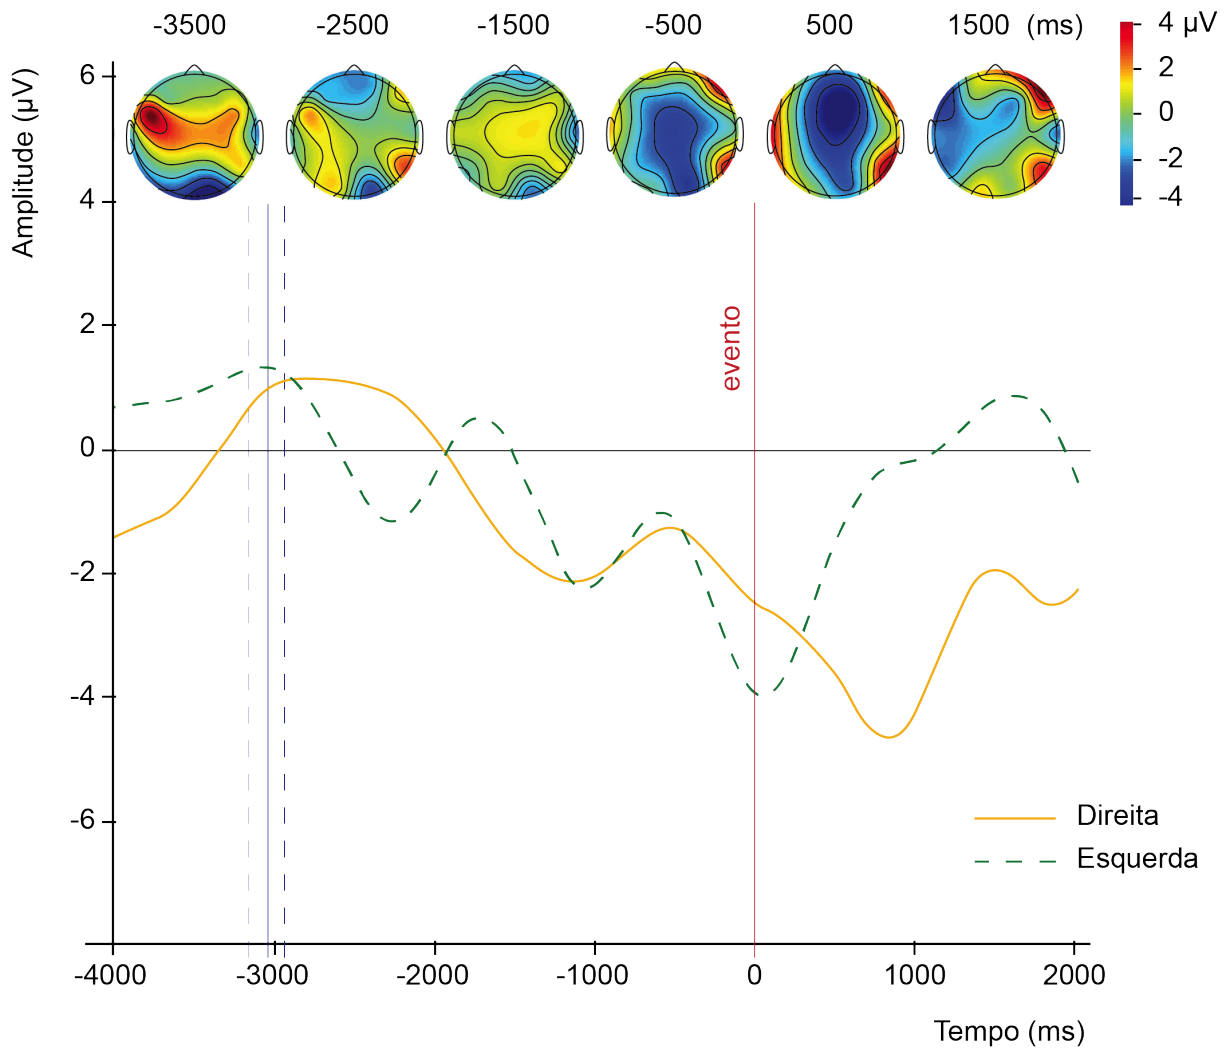 -3500 -2500 -1500 -500 500 1500 (ms)
4 µV
2
0
-2
-4
Amplitude (µV)
6
4
2
0
-2
-4
-6
evento
Direita
Esquerda
-4000 -3000 -2000 -1000 0 1000 2000
Tempo (ms)